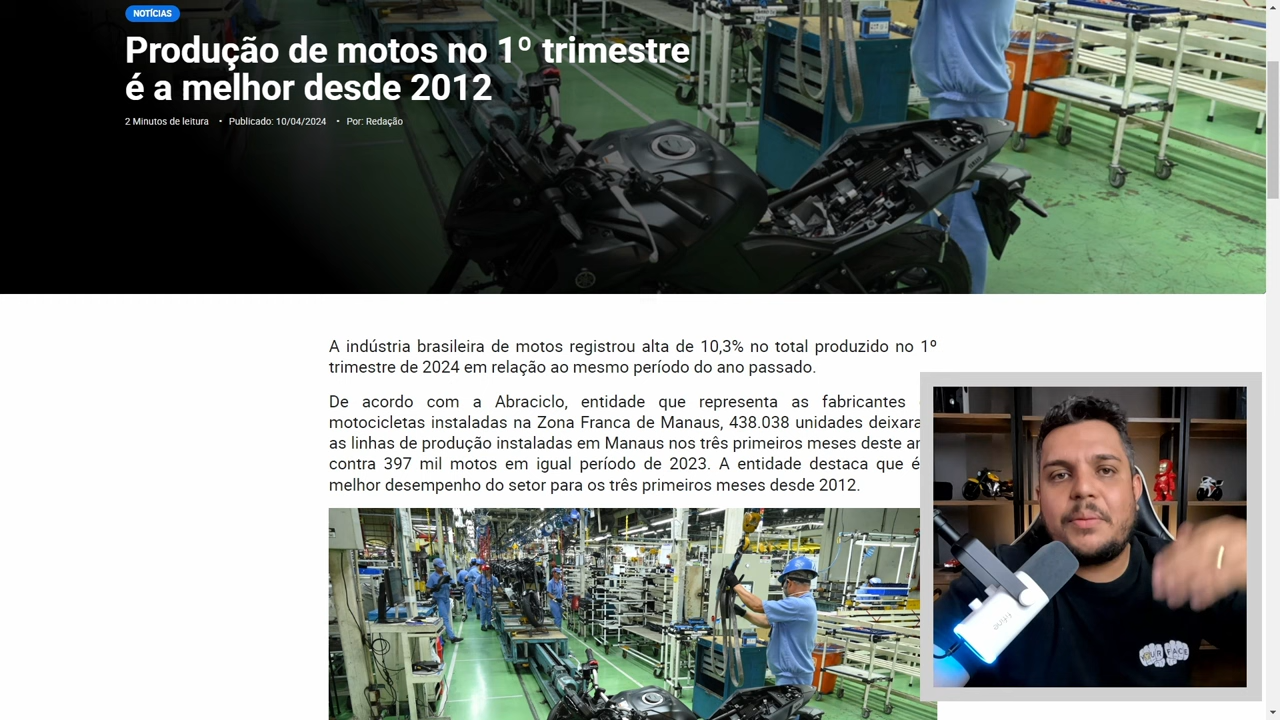 NOTÍCIAS
Produção de motos no 1º trimestre
é a melhor desde 2012
2 Minutos de leitura • Publicado: 10/04/2024 • Por: Redação
A indústria brasileira de motos registrou alta de 10,3% no total produzido no 1º
trimestre de 2024 em relação ao mesmo período do ano passado.
De acordo com a Abraciclo, entidade que representa as fabricantes
motocicletas instaladas na Zona Franca de Manaus, 438.038 unidades deixara
as linhas de produção instaladas em Manaus nos três primeiros meses deste an
contra 397 mil motos em igual período de 2023. A entidade destaca que é
melhor desempenho do setor para os três primeiros meses desde 2012.
fifine